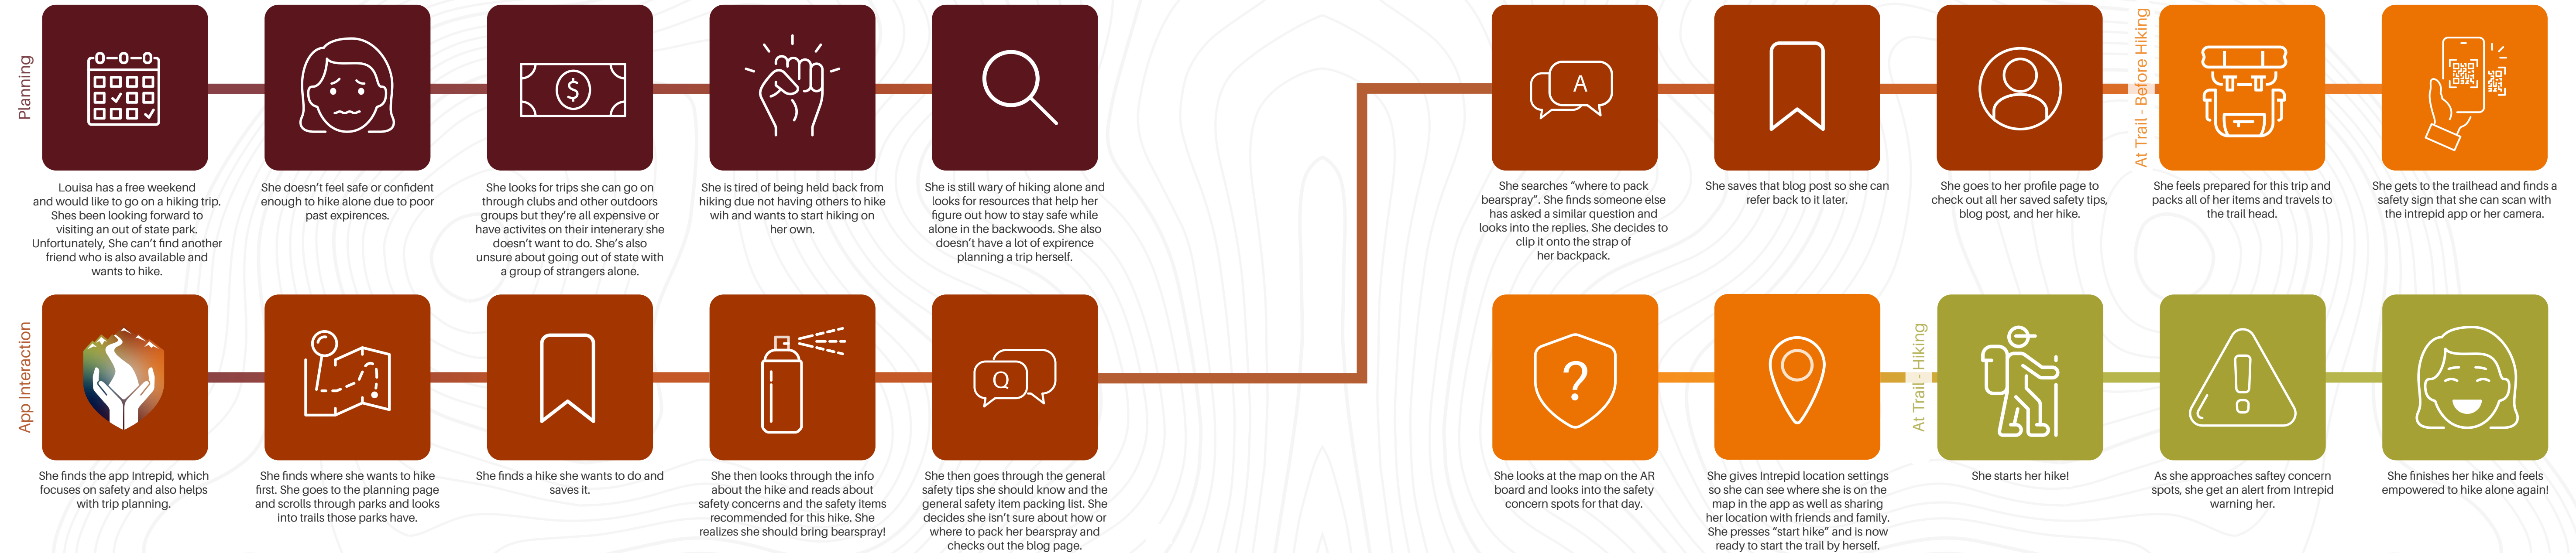 Planning
Louisa has a free weekend
and would like to go on a hiking trip.
Shes been looking forward to
visiting an out of state park.
Unfortunately, She can't find another
friend who is also available and
wants to hike.
She doesn't feel safe or confident
enough to hike alone due to poor
past expirences.
$
She looks for trips she can go on
through clubs and other outdoors
groups but they're all expensive or
have activites on their intenerary she
doesn't want to do. She's also
unsure about going out of state with
a group of strangers alone.
She is tired of being held back from
hiking due not having others to hike
wih and wants to start hiking on
her own.
She is still wary of hiking alone and
looks for resources that help her
figure out how to stay safe while
alone in the backwoods. She also
doesn't have a lot of expirence
planning a trip herself.
App Interaction
She finds the app Intrepid, which
focuses on safety and also helps
with trip planning.
She finds where she wants to hike
first. She goes to the planning page
and scrolls through parks and looks
into trails those parks have.
She finds a hike she wants to do and
saves it.
She then looks through the info
about the hike and reads about
safety concerns and the safety items
recommended for this hike. She
realizes she should bring bearspray!
Q
She then goes through the general
safety tips she should know and the
general safety item packing list. She
decides she isn't sure about how or
where to pack her bearspray and
checks out the blog page.
A
She searches "where to pack
bearspray". She finds someone else
has asked a similar question and
looks into the replies. She decides to
clip it onto the strap of
her backpack.
She saves that blog post so she can
refer back to it later.
She goes to her profile page to
check out all her saved safety tips,
blog post, and her hike.
At Trail - Before Hiking
She feels prepared for this trip and
packs all of her items and travels to
the trail head.
She gets to the trailhead and finds a
safety sign that she can scan with
the intrepid app or her camera.
?
She looks at the map on the AR
board and looks into the safety
concern spots for that day.
She gives Intrepid location settings
so she can see where she is on the
map in the app as well as sharing
her location with friends and family.
She presses "start hike" and is now
ready to start the trail by herself.
At Trail - Hiking
She starts her hike!
As she approaches saftey concern
spots, she get an alert from Intrepid
warning her.
She finishes her hike and feels
empowered to hike alone again!